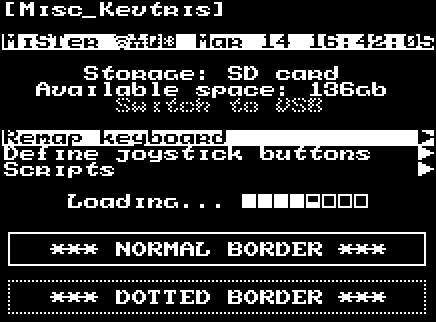 [Misc_Kevtris]
MiSTer Mar 14 16:42:05
Storage: SD card
Available space: 136gb
Switch to USB
Remap keyboard
Define joystick buttons
Scripts
Loading...
*** NORMAL BORDER ***
*** DOTTED BORDER ***